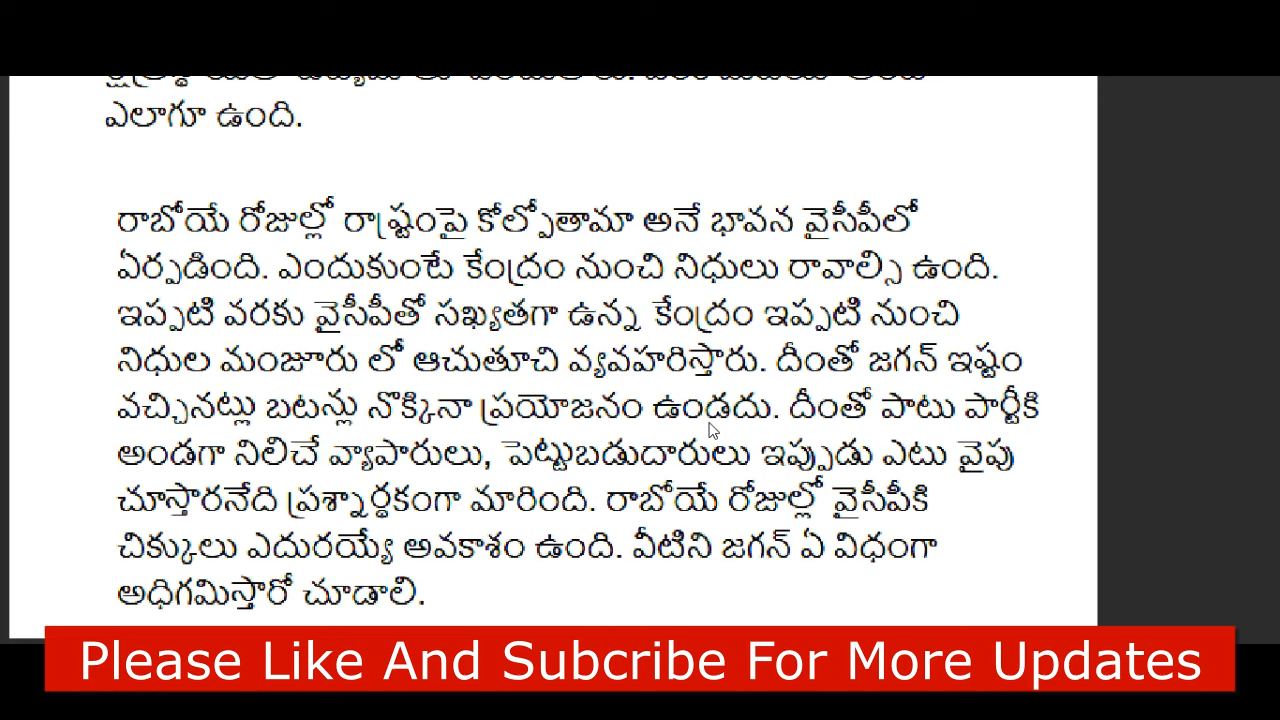 ఎలాగూ ఉంది.
రాబోయే రోజుల్లో రాష్ట్రంపై కోల్పోతామా అనే భావన వైసీపీలో
ఏర్పడింది. ఎందుకుంటే కేంద్రం నుంచి నిధులు రావాల్సి ఉంది.
ఇప్పటి వరకు వైసీపీతో సఖ్యతగా ఉన్న కేంద్రం ఇప్పటి నుంచి
నిధుల మంజూరు లో ఆచుతూచి వ్యవహరిస్తారు. దీంతో జగన్ ఇష్టం
వచ్చినట్లు బటన్లు నొక్కినా ప్రయోజనం ఉండదు. దీంతో పాటు పార్టీకి
అండగా నిలిచే వ్యాపారులు, పెట్టుబడుదారులు ఇప్పుడు ఎటు వైపు
చూస్తారనేది ప్రశ్నార్థకంగా మారింది. రాబోయే రోజుల్లో వైసీపీకి
చిక్కులు ఎదురయ్యే అవకాశం ఉంది. వీటిని జగన్ ఏ విధంగా
అధిగమిస్తారో చూడాలి.
Please Like And Subcribe For More Updates